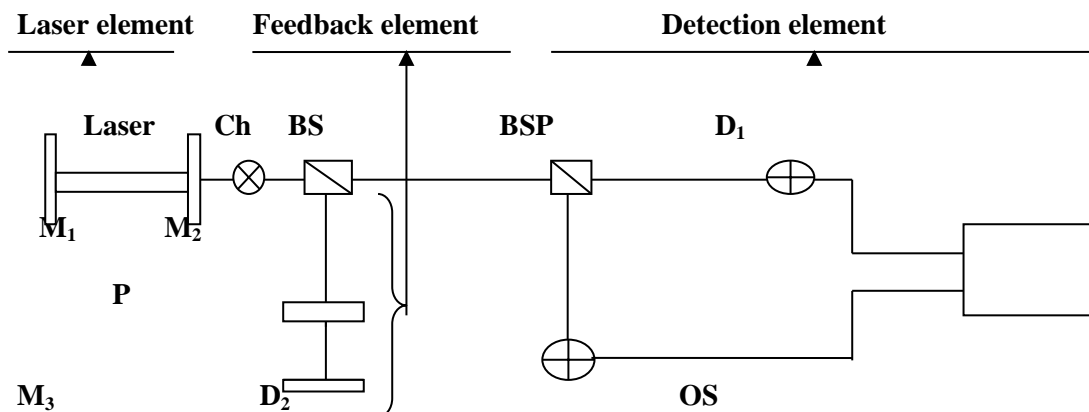 Laser element Feedback element Detection element
Laser Ch BS BSP D₁
M₁ M₂
P
M₃ D₂ OS